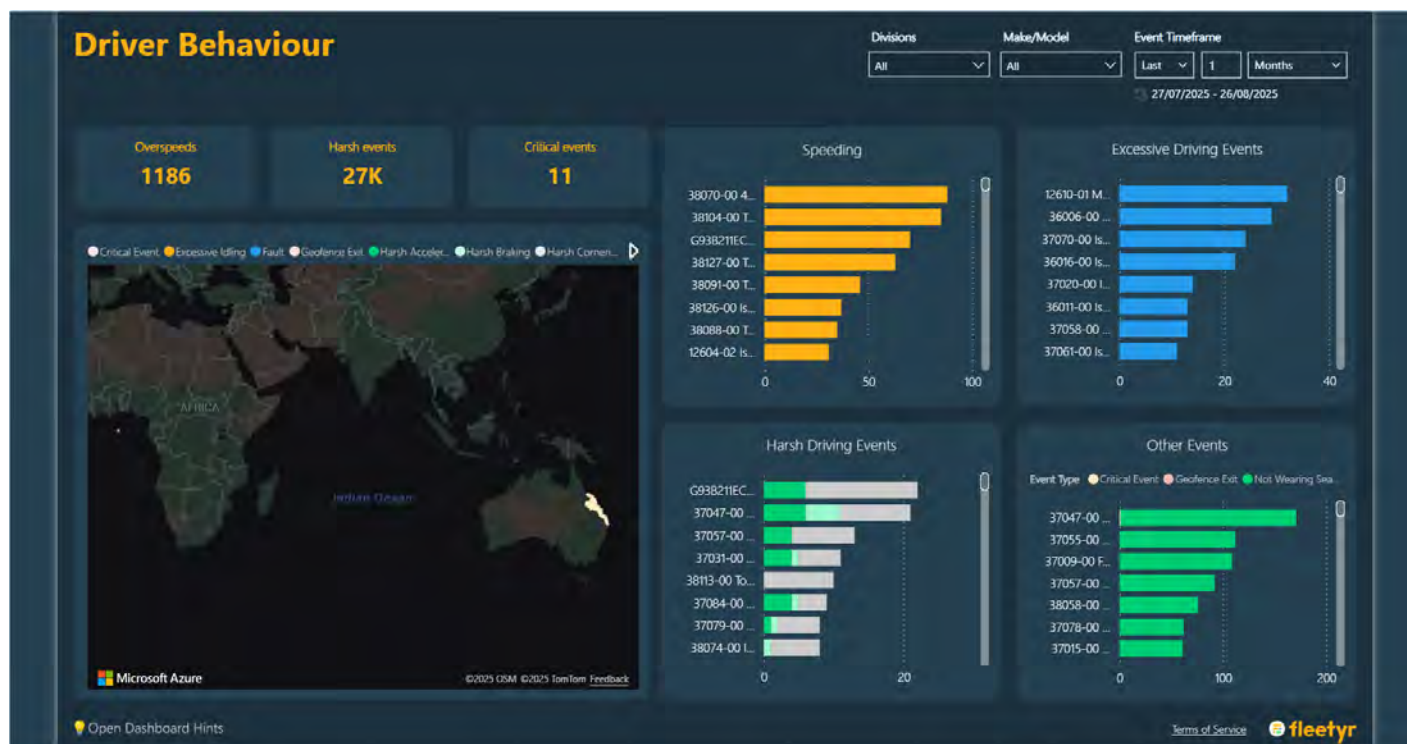 Driver Behaviour
Divisions
All
Make/Model
All
Event Timeframe
Last
1
Months
27/07/2025 - 26/08/2025
Overspeeds
1186
Harsh events
27K
Critical events
11
Critical Event Excessive Idling Fault Geofence Exit Harsh Acceler... Harsh Braking Harsh Cornen...
AFRICA
Indian Ocean
Microsoft Azure
©2025 OSM ©2025 TomTom Feedback
Speeding
38070-00 4...
38104-00 T...
G93B211EC...
38127-00 T...
38091-00 T...
38126-00 Is...
38088-00 T...
12604-02 Is...
0 50 100
Excessive Driving Events
12610-01 M...
36006-00 ...
37070-00 Is...
36016-00 Is...
37020-00 I...
36011-00 Is...
37058-00 ...
37061-00 Is...
0 20 40
Harsh Driving Events
G93B211EC...
37047-00 ...
37057-00 ...
37031-00 ...
38113-00 To...
37084-00 ...
37079-00 ...
38074-00 I...
0 20
Other Events
Event Type Critical Event Geofence Exit Not Wearing Sea...
37047-00 ...
37055-00 ...
37009-00 F...
37057-00 ...
38058-00 ...
37078-00 ...
37015-00 ...
0 100 200
Open Dashboard Hints
Terms of Service
fleetyr